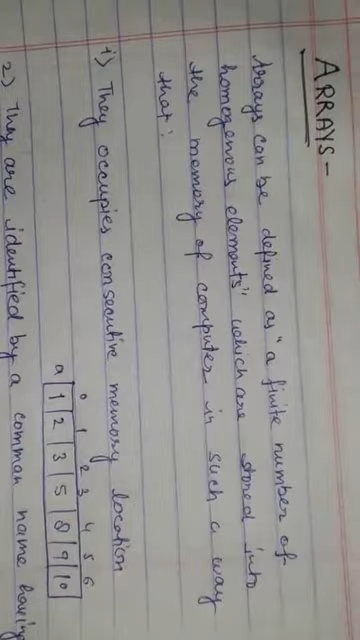 ARRAYS -
Arrays can be defined as "a finite number of
homogenous elements" which are stored into
the memory of computer in such a way
that:
1) They occupies consecutive memory location
0 1 2 3 4 5 6
a 1 2 3 5 8 9 10
2) They are identified by a common name having